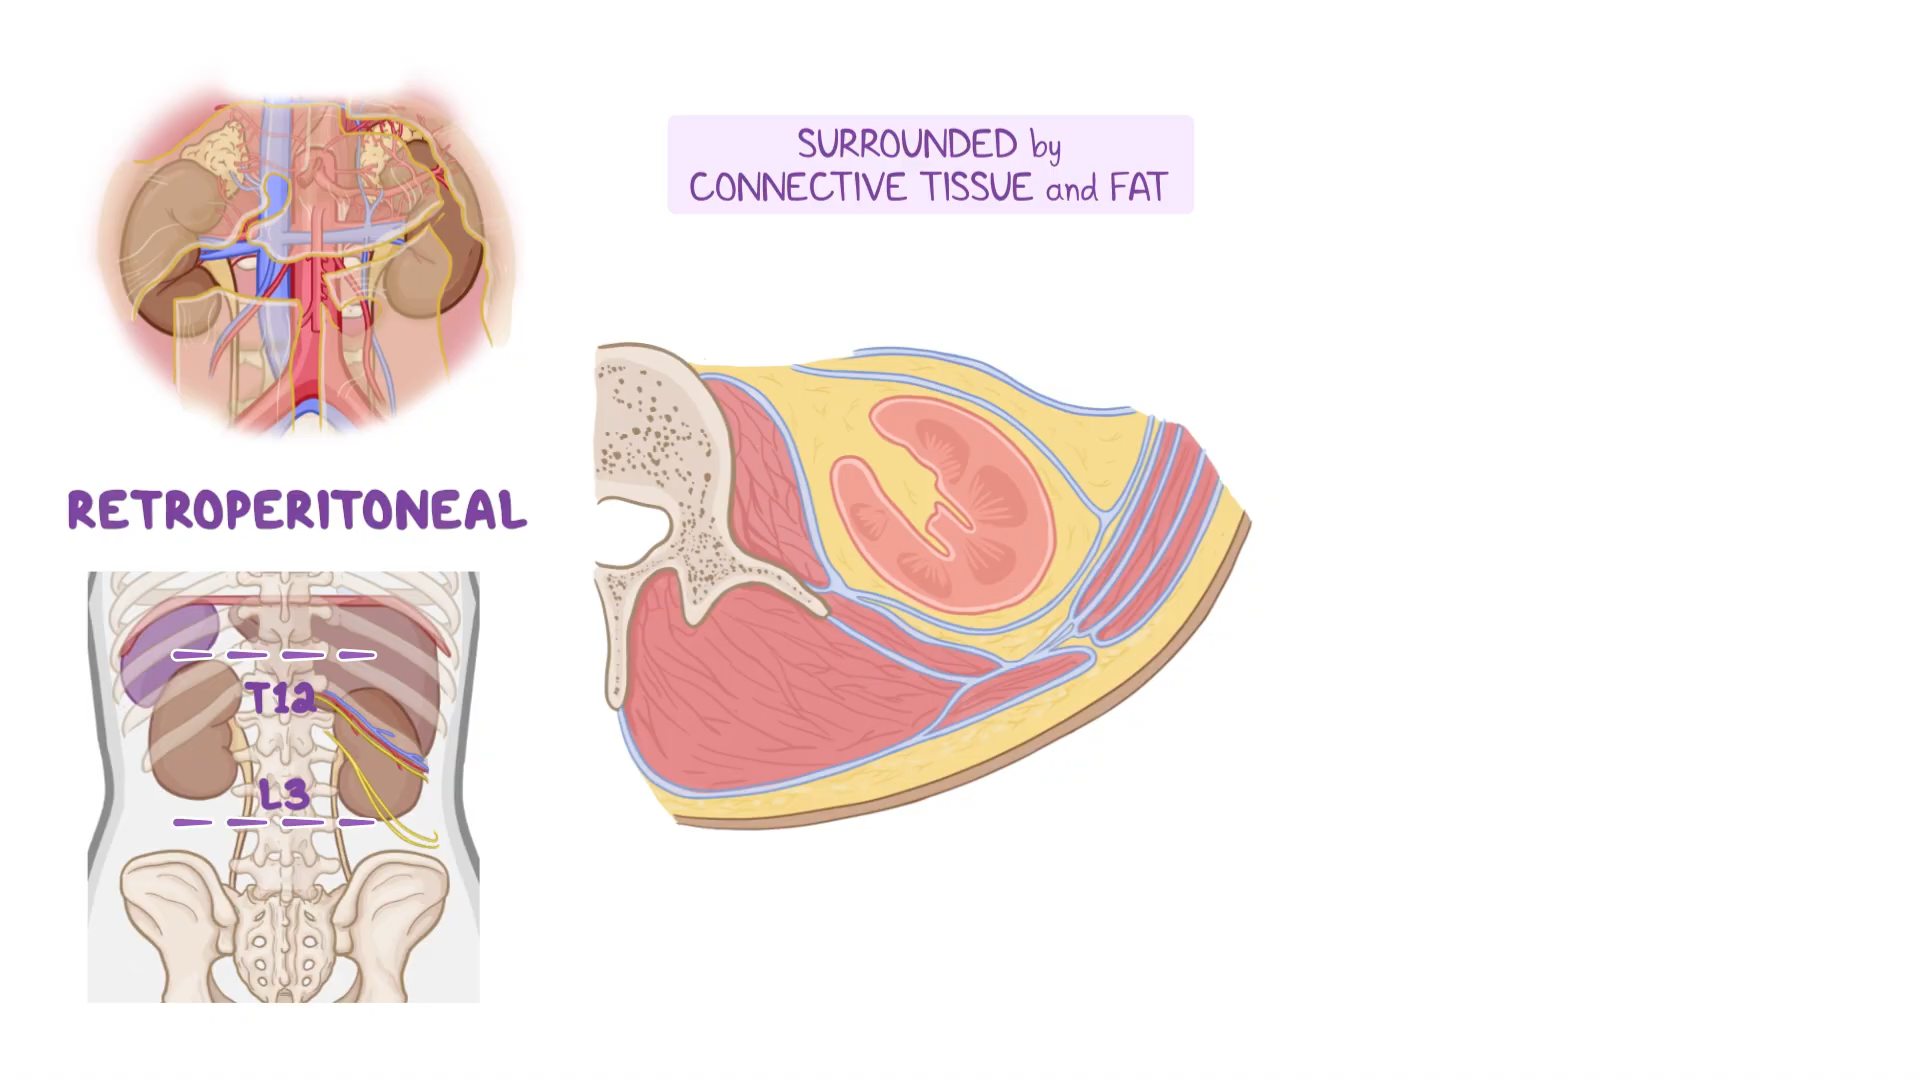 SURROUNDED by
CONNECTIVE TISSUE and FAT
RETROPERITONEAL
T12
L3